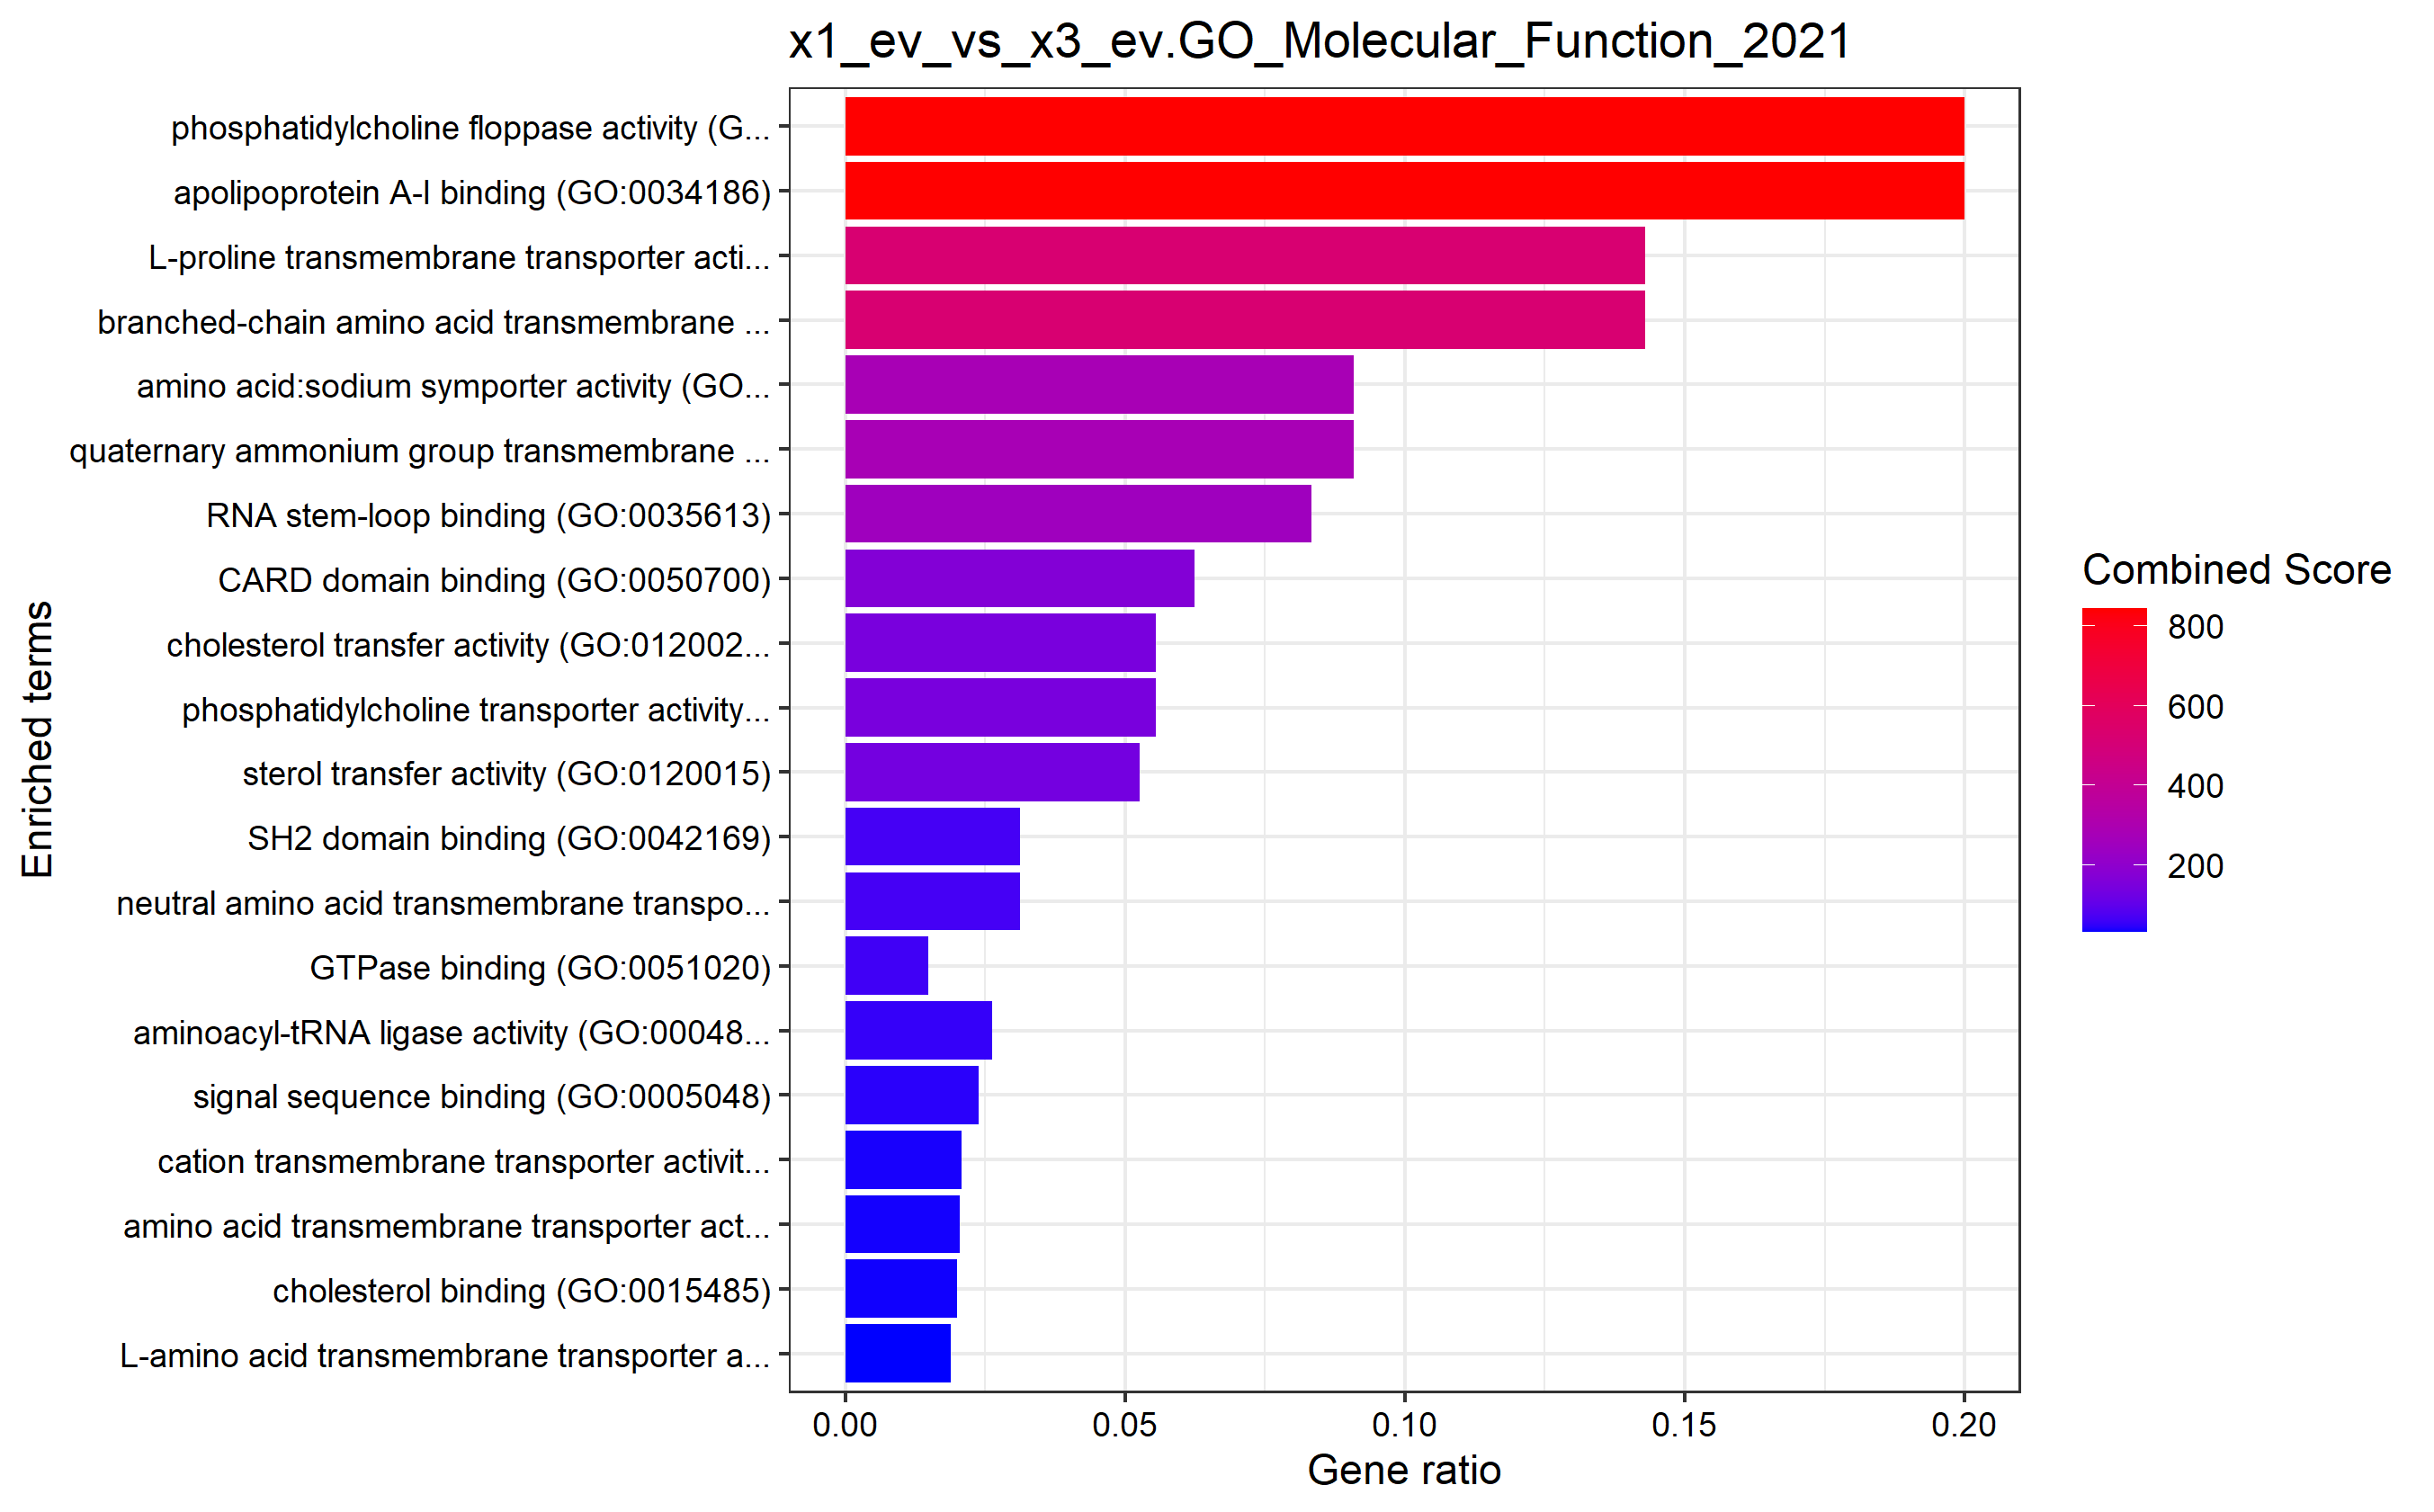 x1_ev_vs_x3_ev.GO_Molecular_Function_2021
phosphatidylcholine floppase activity (G...
apolipoprotein A-I binding (GO:0034186)
L-proline transmembrane transporter acti...
branched-chain amino acid transmembrane ...
amino acid:sodium symporter activity (GO...
quaternary ammonium group transmembrane ...
RNA stem-loop binding (GO:0035613)
CARD domain binding (GO:0050700)
cholesterol transfer activity (GO:012002...
phosphatidylcholine transporter activity...
sterol transfer activity (GO:0120015)
SH2 domain binding (GO:0042169)
neutral amino acid transmembrane transpo...
GTPase binding (GO:0051020)
aminoacyl-tRNA ligase activity (GO:00048...
signal sequence binding (GO:0005048)
cation transmembrane transporter activit...
amino acid transmembrane transporter act...
cholesterol binding (GO:0015485)
L-amino acid transmembrane transporter a...
Enriched terms
0.00 0.05 0.10 0.15 0.20
Gene ratio
Combined Score
800
600
400
200